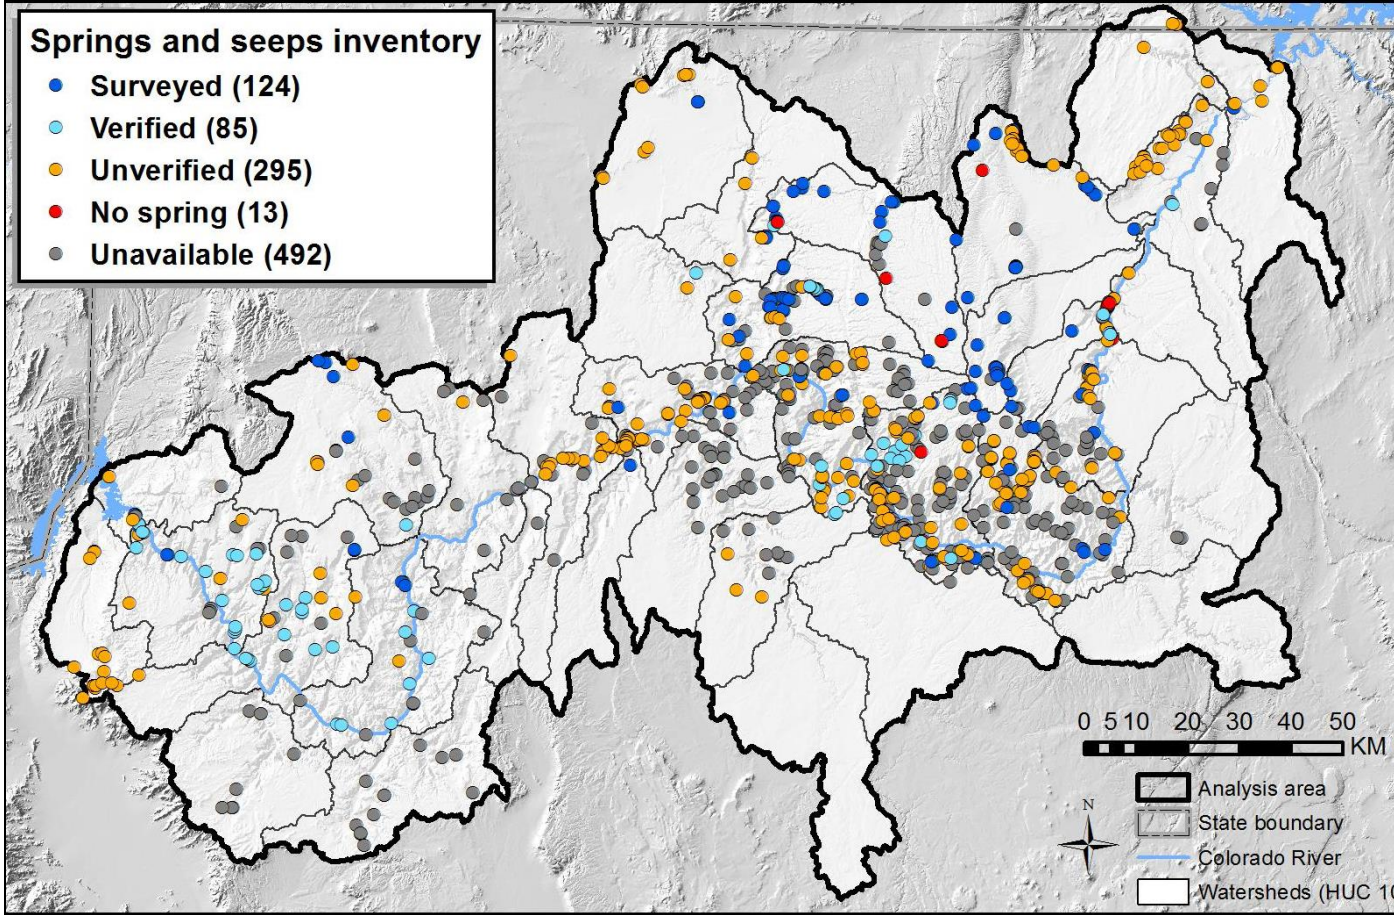 Springs and seeps inventory
Surveyed (124)
Verified (85)
Unverified (295)
No spring (13)
Unavailable (492)
0 5 10 20 30 40 50
KM
N
Analysis area
State boundary
Colorado River
Watersheds (HUC 10